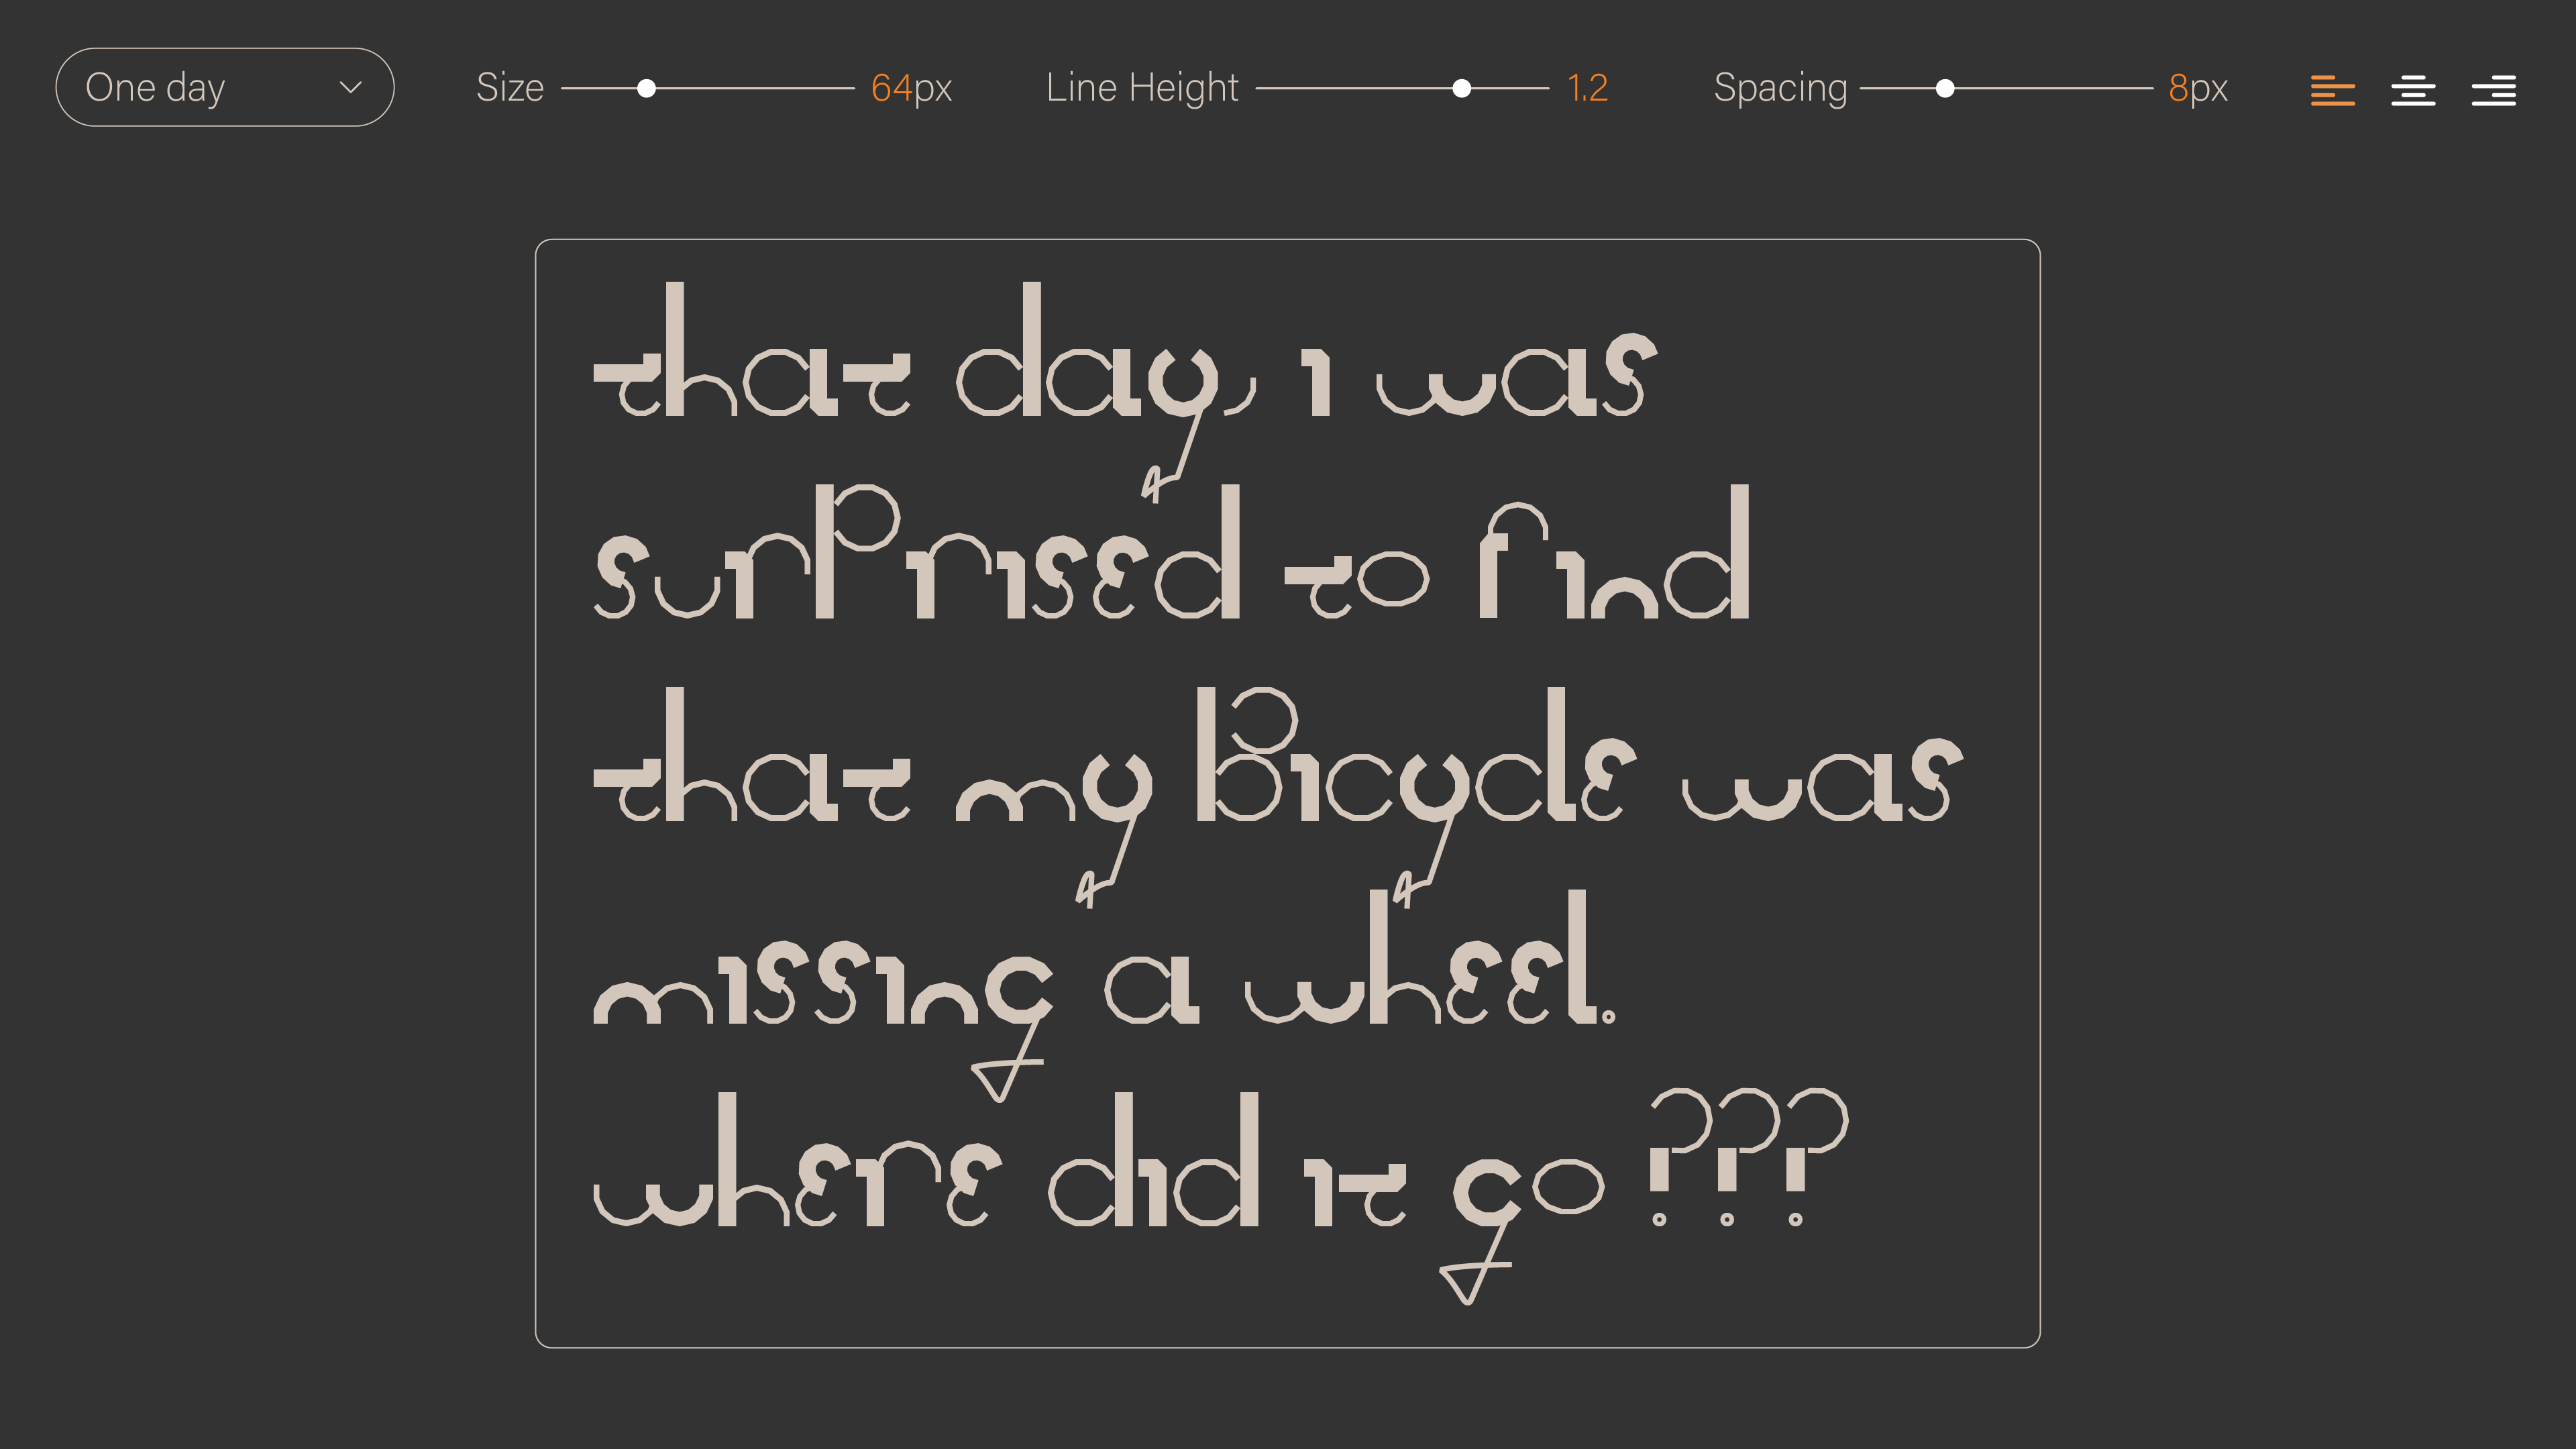 One day
Size 64px
Line Height 1.2
Spacing 8px
that day, i was
surprised to find
that my bicycle was
missing a wheel.
where did it go ???